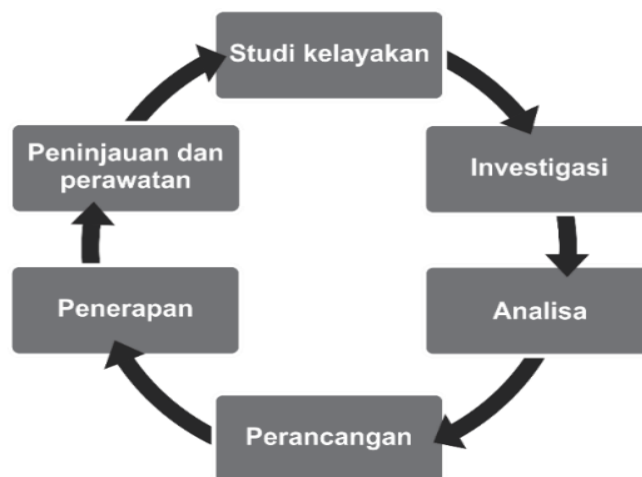 Studi kelayakan
Investigasi
Analisa
Perancangan
Penerapan
Peninjauan dan
perawatan